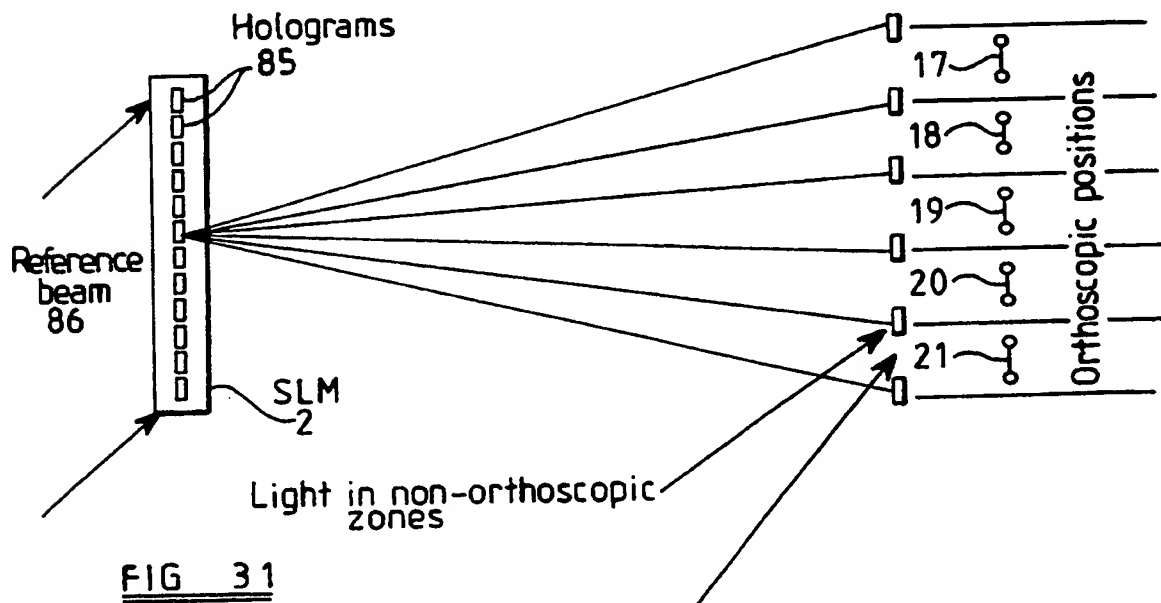 Holograms
85
Reference
beam
86
SLM
2
17
18
19
20
21
Orthoscopic positions
Light in non-orthoscopic
zones
FIG 31